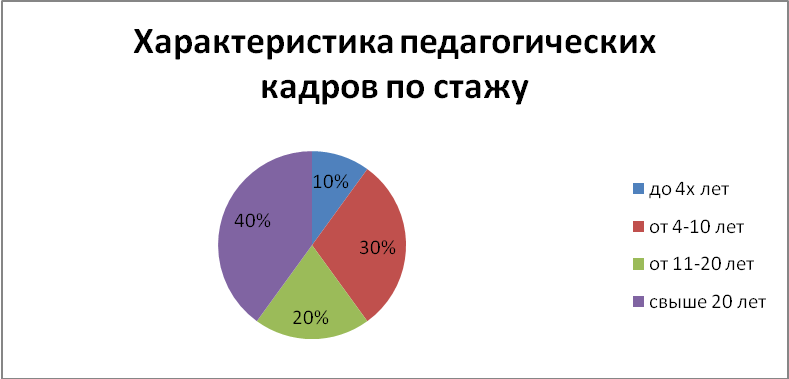 Характеристика педагогических
кадров по стажу
10%
30%
20%
40%
до 4х лет
от 4-10 лет
от 11-20 лет
свыше 20 лет